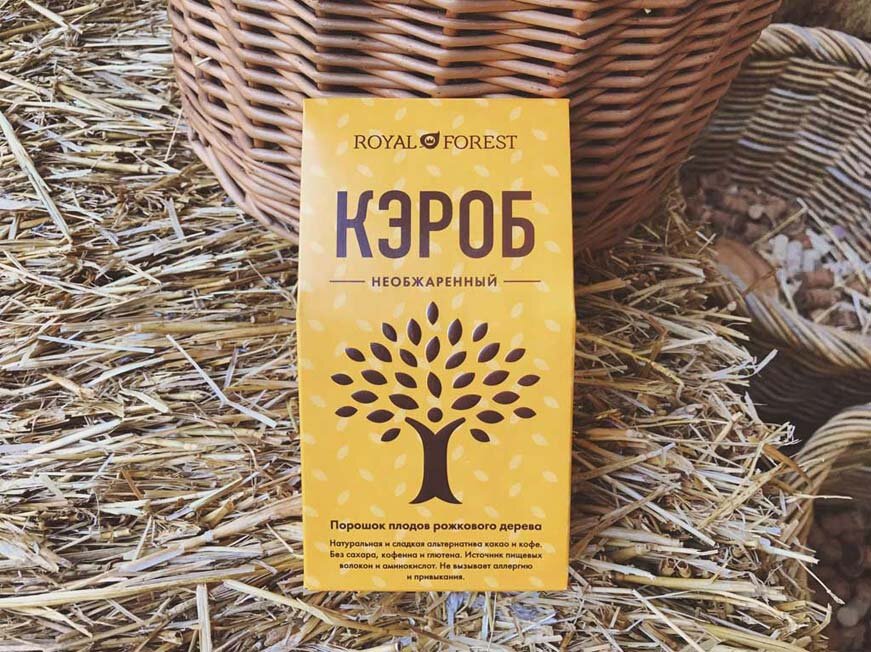 ROYAL FOREST
КЭРОБ
НЕОБЖАРЕННЫЙ
Порошок плодов рожкового дерева
Натуральная и сладкая альтернатива какао и кофе.
Без сахара, кофеина и глютена. Источник пищевых
волокон и аминокислот. Не вызывает аллергию
и привыкания.